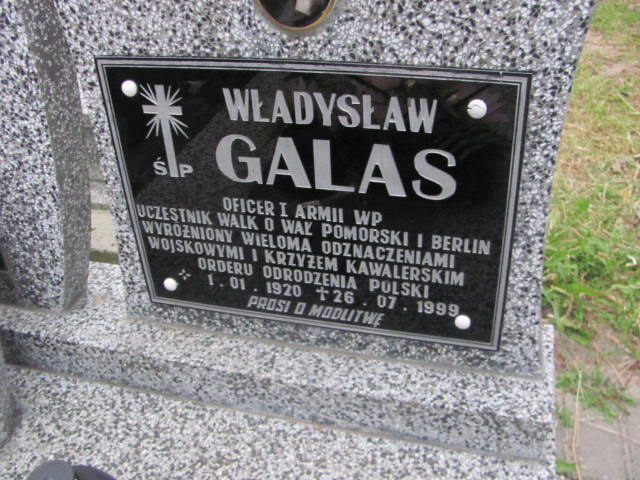 WŁADYSŁAW
ŚP GALAS
OFICER I ARMII WP
UCZESTNIK WALK O WAŁ POMORSKI I BERLIN
WYRÓŻNIONY WIELOMA ODZNACZENIAMI
WOJSKOWYMI I KRZYŻEM KAWALERSKIM
ORDERU ODRODZENIA POLSKI
1.01.1920 ✝ 26.07.1999
PROSI O MODLITWĘ